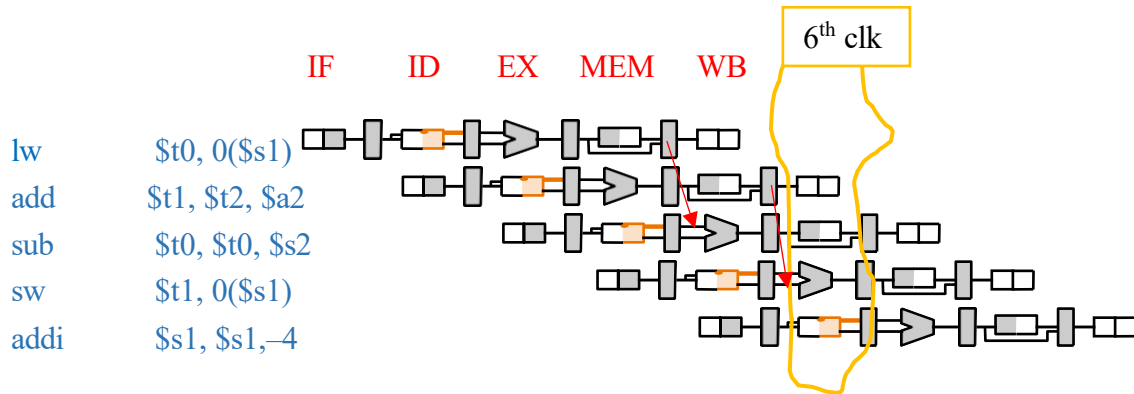 6th clk
IF ID EX MEM WB
lw $t0, 0($s1)
add $t1, $t2, $a2
sub $t0, $t0, $s2
sw $t1, 0($s1)
addi $s1, $s1,–4